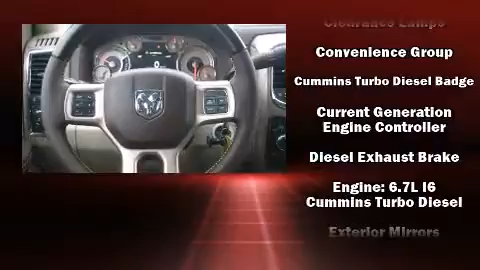 Clearance Lamps
Convenience Group
Cummins Turbo Diesel Badge
Current Generation
Engine Controller
Diesel Exhaust Brake
Engine: 6.7L I6
Cummins Turbo Diesel
Exterior Mirrors